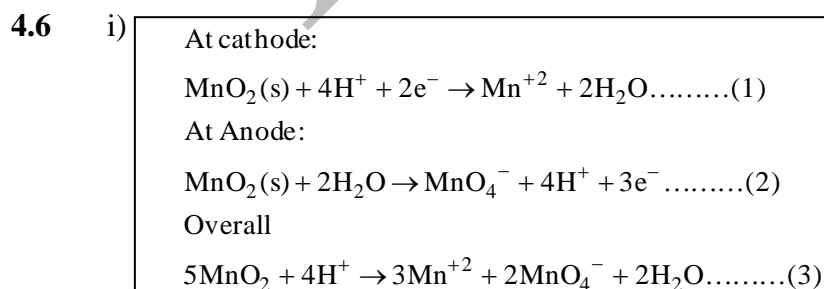 4.6 i) At cathode:
MnO₂(s) + 4H⁺ + 2e⁻ → Mn⁺² + 2H₂O.........(1)
At Anode:
MnO₂(s) + 2H₂O → MnO₄⁻ + 4H⁺ + 3e⁻.........(2)
Overall
5MnO₂ + 4H⁺ → 3Mn⁺² + 2MnO₄⁻ + 2H₂O.........(3)